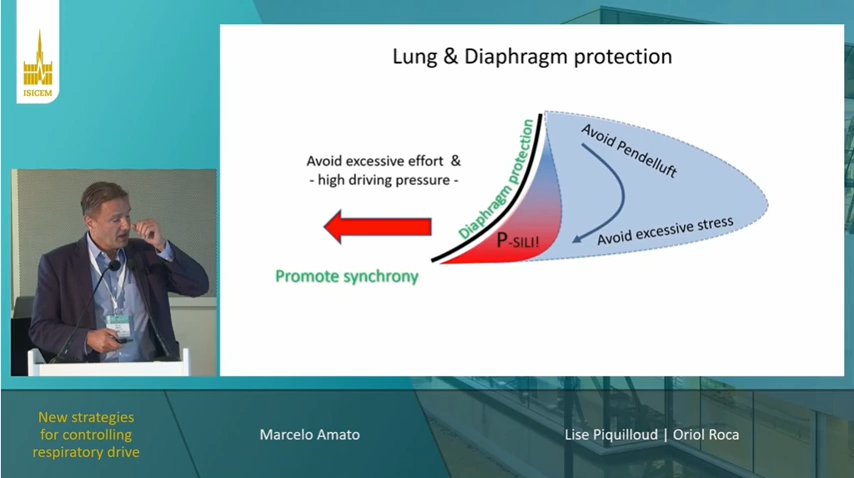 ISICEM
Lung & Diaphragm protection
Avoid excessive effort &
- high driving pressure -
Diaphragm protection
Avoid Pendelluft
P-SILI!
Avoid excessive stress
Promote synchrony
New strategies
for controlling
respiratory drive
Marcelo Amato
Lise Piquilloud | Oriol Roca